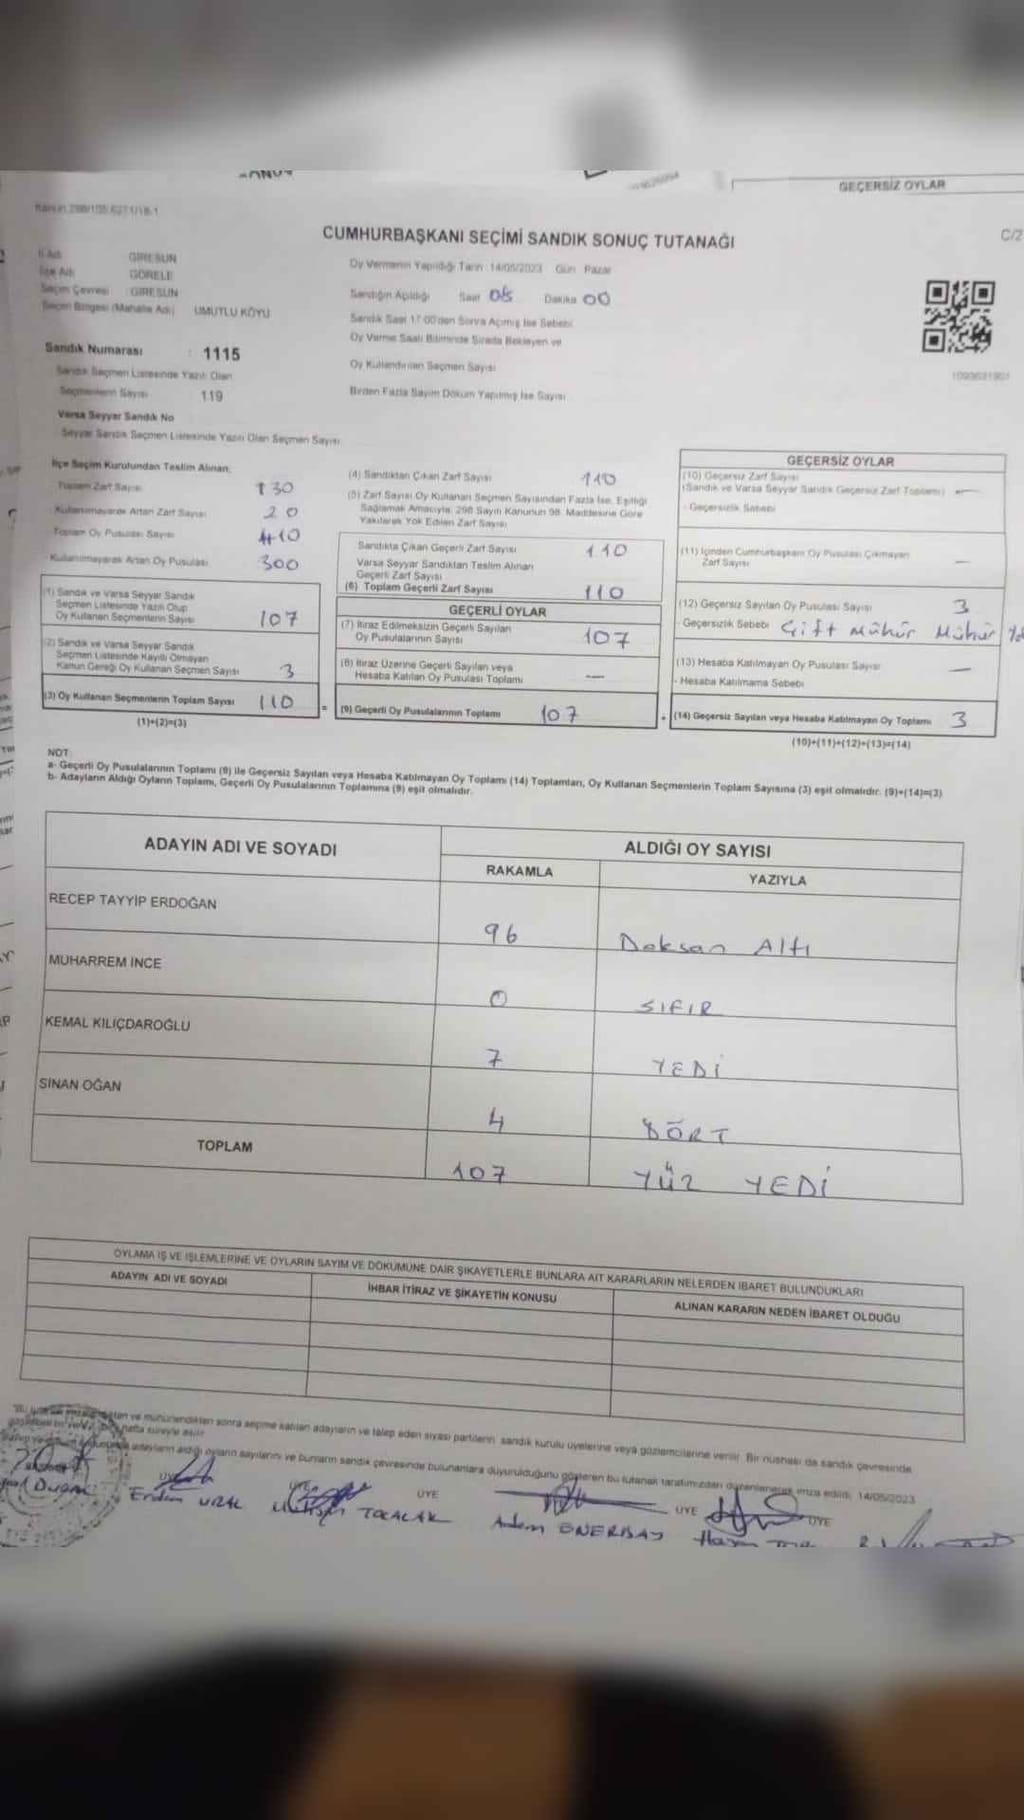 GEÇERSİZ OYLAR
CUMHURBAŞKANI SEÇİMİ SANDIK SONUÇ TUTANAĞI
C/2
İl Adı GİRESUN
İlçe Adı GÖRELE
Seçim Çevresi GİRESUN
Seçim Bölgesi (Mahalle Adı) UMUTLU KÖYÜ
Sandık Numarası : 1115
Sandık Seçmen Listesinde Yazılı Olan
Seçmenlerin Sayısı 119
Varsa Seyyar Sandık No
Seyyar Sandık Seçmen Listesinde Yazılı Olan Seçmen Sayısı
Oy Vermenin Yapıldığı Tarih 14/05/2023 Gün Pazar
Sandığın Açıldığı Saat 08 Dakika 00
Sandık Saat 17:00'den Sonra Açılmış İse Sebebi
Oy Verme Saati Bitiminde Sırada Bekleyen ve
Oy Kullandırılan Seçmen Sayısı
Birden Fazla Sayım Döküm Yapılmış İse Sayısı
İlçe Seçim Kurulundan Teslim Alınan,
Toplam Zarf Sayısı 130
Kullanılmayarak Artan Zarf Sayısı 20
Toplam Oy Pusulası Sayısı 410
Kullanılmayarak Artan Oy Pusulası 300
(1) Sandık ve Varsa Seyyar Sandık
Seçmen Listesinde Yazılı Olup
Oy Kullanan Seçmenlerin Sayısı 107
(2) Sandık ve Varsa Seyyar Sandık
Seçmen Listesinde Kayıtlı Olmayan
Kanun Gereği Oy Kullanan Seçmen Sayısı 3
(3) Oy Kullanan Seçmenlerin Toplam Sayısı 110
(1)+(2)=(3)
(4) Sandıktan Çıkan Zarf Sayısı 110
(5) Zarf Sayısı Oy Kullanan Seçmen Sayısından Fazla İse, Eşitliği
Sağlamak Amacıyla, 298 Sayılı Kanunun 98. Maddesine Göre
Yakılarak Yok Edilen Zarf Sayısı
Sandıkta Çıkan Geçerli Zarf Sayısı 110
Varsa Seyyar Sandıktan Teslim Alınan
Geçerli Zarf Sayısı
(6) Toplam Geçerli Zarf Sayısı 110
GEÇERLİ OYLAR
(7) İtiraz Edilmeksizin Geçerli Sayılan
Oy Pusulalarının Sayısı 107
(8) İtiraz Üzerine Geçerli Sayılan veya
Hesaba Katılan Oy Pusulası Toplamı —
= (9) Geçerli Oy Pusulalarının Toplamı 107
GEÇERSİZ OYLAR
(10) Geçersiz Zarf Sayısı
(Sandık ve Varsa Seyyar Sandık Geçersiz Zarf Toplamı) —
- Geçersizlik Sebebi
(11) İçinden Cumhurbaşkanı Oy Pusulası Çıkmayan
Zarf Sayısı —
(12) Geçersiz Sayılan Oy Pusulası Sayısı 3
- Geçersizlik Sebebi Çift mühür Mühür
(13) Hesaba Katılmayan Oy Pusulası Sayısı —
- Hesaba Katılmama Sebebi
+ (14) Geçersiz Sayılan veya Hesaba Katılmayan Oy Toplamı 3
(10)+(11)+(12)+(13)=(14)
NOT:
a- Geçerli Oy Pusulalarının Toplamı (9) ile Geçersiz Sayılan veya Hesaba Katılmayan Oy Toplamı (14) Toplamları, Oy Kullanan Seçmenlerin Toplam Sayısına (3) eşit olmalıdır. (9)+(14)=(3)
b- Adayların Aldığı Oyların Toplamı, Geçerli Oy Pusulalarının Toplamına (9) eşit olmalıdır.
ADAYIN ADI VE SOYADI
ALDIĞI OY SAYISI
RAKAMLA YAZIYLA
RECEP TAYYİP ERDOĞAN 96 Doksan Altı
MUHARREM İNCE 0 SIFIR
KEMAL KILIÇDAROĞLU 7 YEDİ
SİNAN OĞAN 4 DÖRT
TOPLAM 107 YÜZ YEDİ
OYLAMA İŞ VE İŞLEMLERİNE VE OYLARIN SAYIM VE DÖKÜMÜNE DAİR ŞİKAYETLERLE BUNLARA AİT KARARLARIN NELERDEN İBARET BULUNDUKLARI
ADAYIN ADI VE SOYADI İHBAR İTİRAZ VE ŞİKAYETİN KONUSU ALINAN KARARIN NEDEN İBARET OLDUĞU
ve mühürlendikten sonra seçime katılan adayların ve talep eden siyasi partilerin sandık kurulu üyelerine veya gözlemcilerine verilir. Bir nüshası da sandık çevresinde
hafta süreyle asılır.
adayların aldığı oyların sayılarını ve bunların sandık çevresinde bulunanlara duyurulduğunu gösteren bu tutanak tarafımızdan düzenlenerek imza edildi. 14/05/2023
ÜYE ÜYE ÜYE ÜYE
Erdem URAL TOCALAK Adem ENERBAY